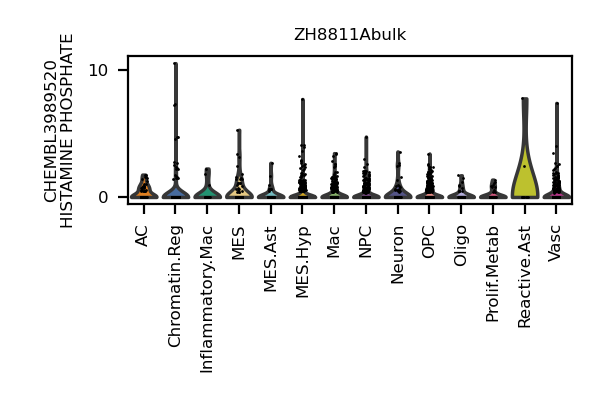 ZH8811Abulk
CHEMBL3989520
HISTAMINE PHOSPHATE
10
0
AC
Chromatin.Reg
Inflammatory.Mac
MES
MES.Ast
MES.Hyp
Mac
NPC
Neuron
OPC
Oligo
Prolif.Metab
Reactive.Ast
Vasc